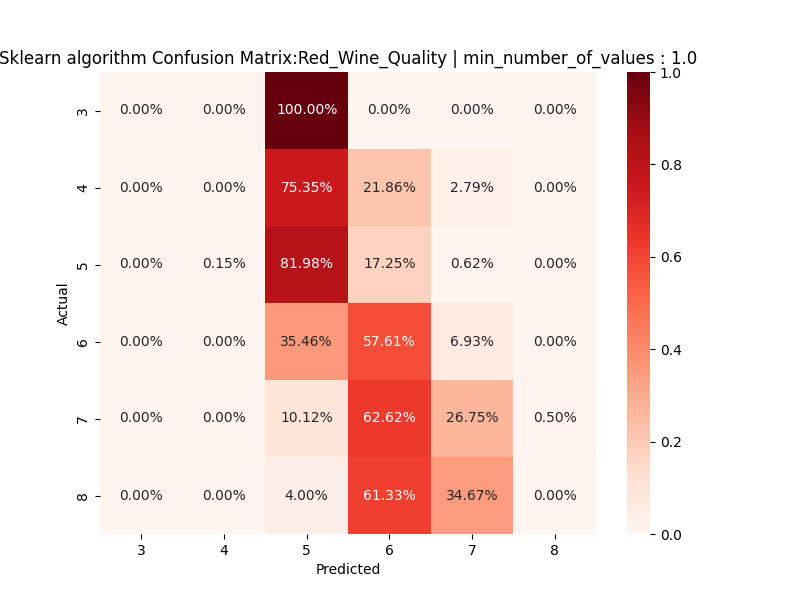 Sklearn algorithm Confusion Matrix:Red_Wine_Quality | min_number_of_values : 1.0
3 0.00% 0.00% 100.00% 0.00% 0.00% 0.00%
4 0.00% 0.00% 75.35% 21.86% 2.79% 0.00%
5 0.00% 0.15% 81.98% 17.25% 0.62% 0.00%
6 0.00% 0.00% 35.46% 57.61% 6.93% 0.00%
7 0.00% 0.00% 10.12% 62.62% 26.75% 0.50%
8 0.00% 0.00% 4.00% 61.33% 34.67% 0.00%
Actual
3 4 5 6 7 8
Predicted
1.0
0.8
0.6
0.4
0.2
0.0